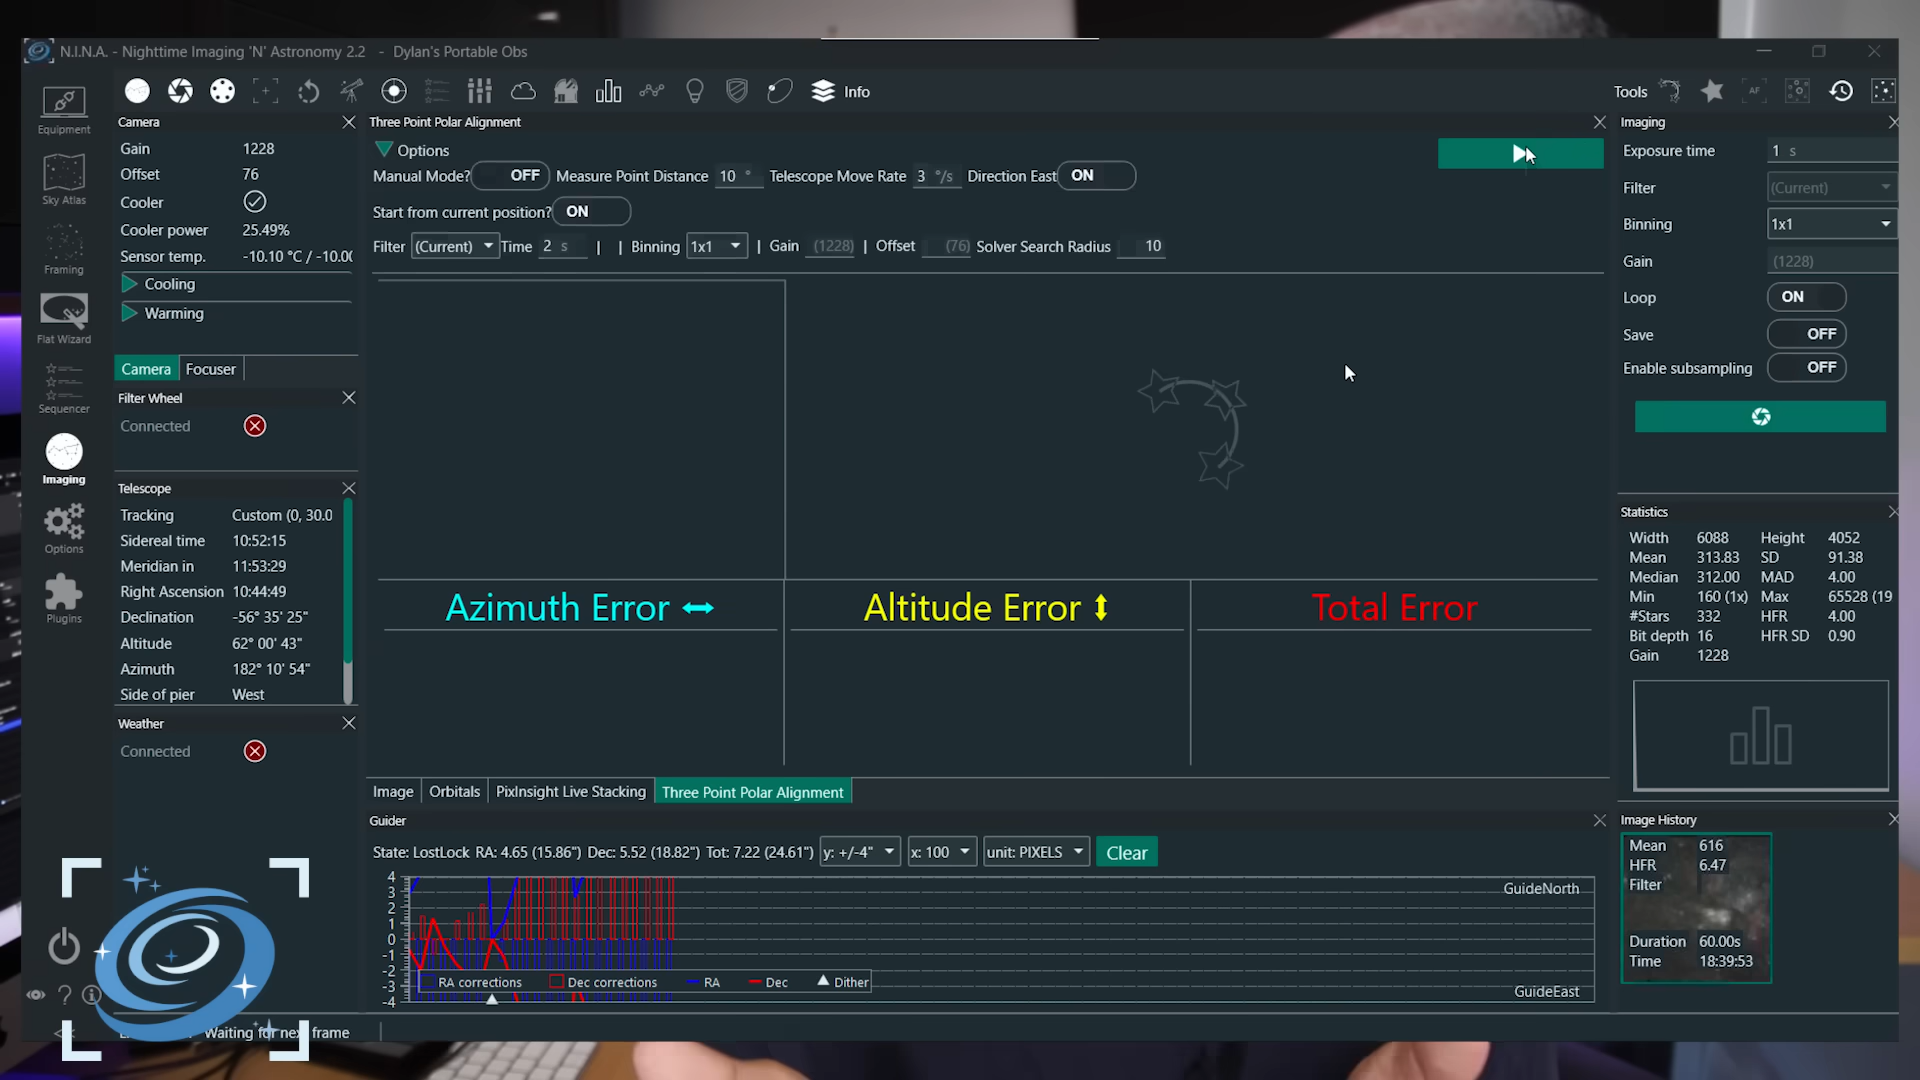 N.I.N.A. - Nighttime Imaging 'N' Astronomy 2.2 - Dylan's Portable Obs
Equipment
Sky Atlas
Framing
Flat Wizard
Sequencer
Imaging
Options
Plugins
Info
Tools
AF
Camera
Gain 1228
Offset 76
Cooler
Cooler power 25.49%
Sensor temp. -10.10 °C / -10.00
Cooling
Warming
Camera Focuser
Filter Wheel
Connected
Telescope
Tracking Custom (0, 30.0
Sidereal time 10:52:15
Meridian in 11:53:29
Right Ascension 10:44:49
Declination -56° 35' 25"
Altitude 62° 00' 43"
Azimuth 182° 10' 54"
Side of pier West
Weather
Connected
Three Point Polar Alignment
Options
Manual Mode? OFF Measure Point Distance 10 ° Telescope Move Rate 3 °/s Direction East ON
Start from current position? ON
Filter (Current) Time 2 s | | Binning 1x1 | Gain (1228) | Offset (76) Solver Search Radius 10
Azimuth Error
Altitude Error
Total Error
Image Orbitals PixInsight Live Stacking Three Point Polar Alignment
Guider
State: LostLock RA: 4.65 (15.86") Dec: 5.52 (18.82") Tot: 7.22 (24.61") y: +/-4" x: 100 unit: PIXELS Clear
4
3
2
1
0
-1
-2
-3
-4
GuideNorth
GuideEast
RA corrections Dec corrections RA Dec Dither
Waiting for next frame
Imaging
Exposure time 1 s
Filter (Current)
Binning 1x1
Gain (1228)
Loop ON
Save OFF
Enable subsampling OFF
Statistics
Width 6088 Height 4052
Mean 313.83 SD 91.38
Median 312.00 MAD 4.00
Min 160 (1x) Max 65528 (19
#Stars 332 HFR 4.00
Bit depth 16 HFR SD 0.90
Gain 1228
Image History
Mean 616
HFR 6.47
Filter
Duration 60.00s
Time 18:39:53